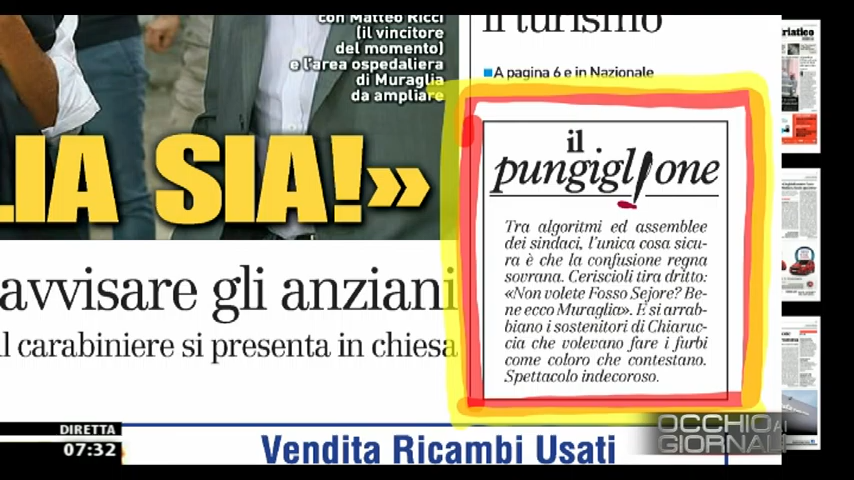 con Matteo Ricci
(il vincitore
del momento)
e l'area ospedaliera
di Muraglia
da ampliare
LIA SIA!»
avvisare gli anziani
l carabiniere si presenta in chiesa
il turismo
■A pagina 6 e in Nazionale
il
pungiglione
Tra algoritmi ed assemblee
dei sindaci, l'unica cosa sicu-
ra è che la confusione regna
sovrana. Ceriscioli tira dritto:
«Non volete Fosso Sejore? Be-
ne ecco Muraglia». E si arrab-
biano i sostenitori di Chiaruc-
cia che volevano fare i furbi
come coloro che contestano.
Spettacolo indecoroso.
DIRETTA
07:32
Vendita Ricambi Usati
OCCHIO AI
GIORNALI